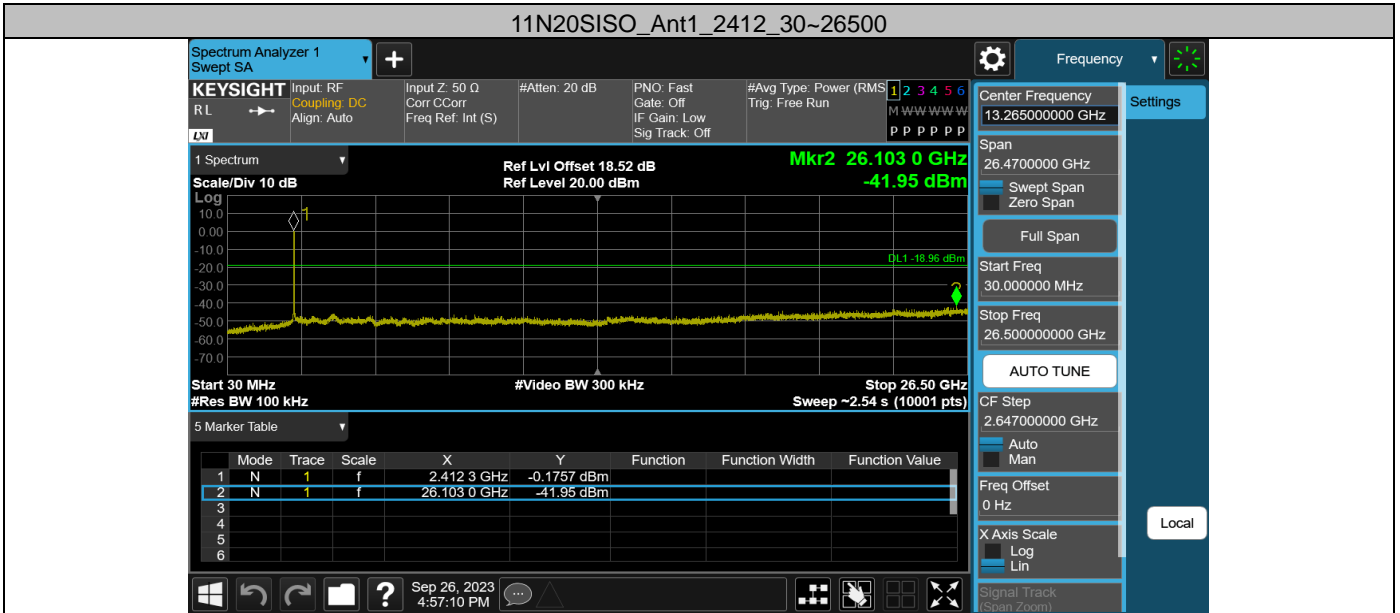 11N20SISO_Ant1_2412_30~26500
Spectrum Analyzer 1
Swept SA
+
Frequency
KEYSIGHT
RL
LXI
Input: RF
Coupling: DC
Align: Auto
Input Z: 50 Ω
Corr CCorr
Freq Ref: Int (S)
#Atten: 20 dB
PNO: Fast
Gate: Off
IF Gain: Low
Sig Track: Off
#Avg Type: Power (RMS
Trig: Free Run
1 2 3 4 5 6
M W W W W W
P P P P P P
1 Spectrum
Scale/Div 10 dB
Ref Lvl Offset 18.52 dB
Ref Level 20.00 dBm
Mkr2 26.103 0 GHz
-41.95 dBm
Log
10.0
0.00
-10.0
-20.0
-30.0
-40.0
-50.0
-60.0
-70.0
1
DL1 -18.96 dBm
2
Start 30 MHz
#Video BW 300 kHz
Stop 26.50 GHz
#Res BW 100 kHz
Sweep ~2.54 s (10001 pts)
5 Marker Table
Mode Trace Scale X Y Function Function Width Function Value
1 N 1 f 2.412 3 GHz -0.1757 dBm
2 N 1 f 26.103 0 GHz -41.95 dBm
3
4
5
6
?
Sep 26, 2023
4:57:10 PM
Center Frequency
13.265000000 GHz
Span
26.4700000 GHz
Swept Span
Zero Span
Full Span
Start Freq
30.000000 MHz
Stop Freq
26.500000000 GHz
AUTO TUNE
CF Step
2.647000000 GHz
Auto
Man
Freq Offset
0 Hz
X Axis Scale
Log
Lin
Signal Track
(Span Zoom)
Settings
Local